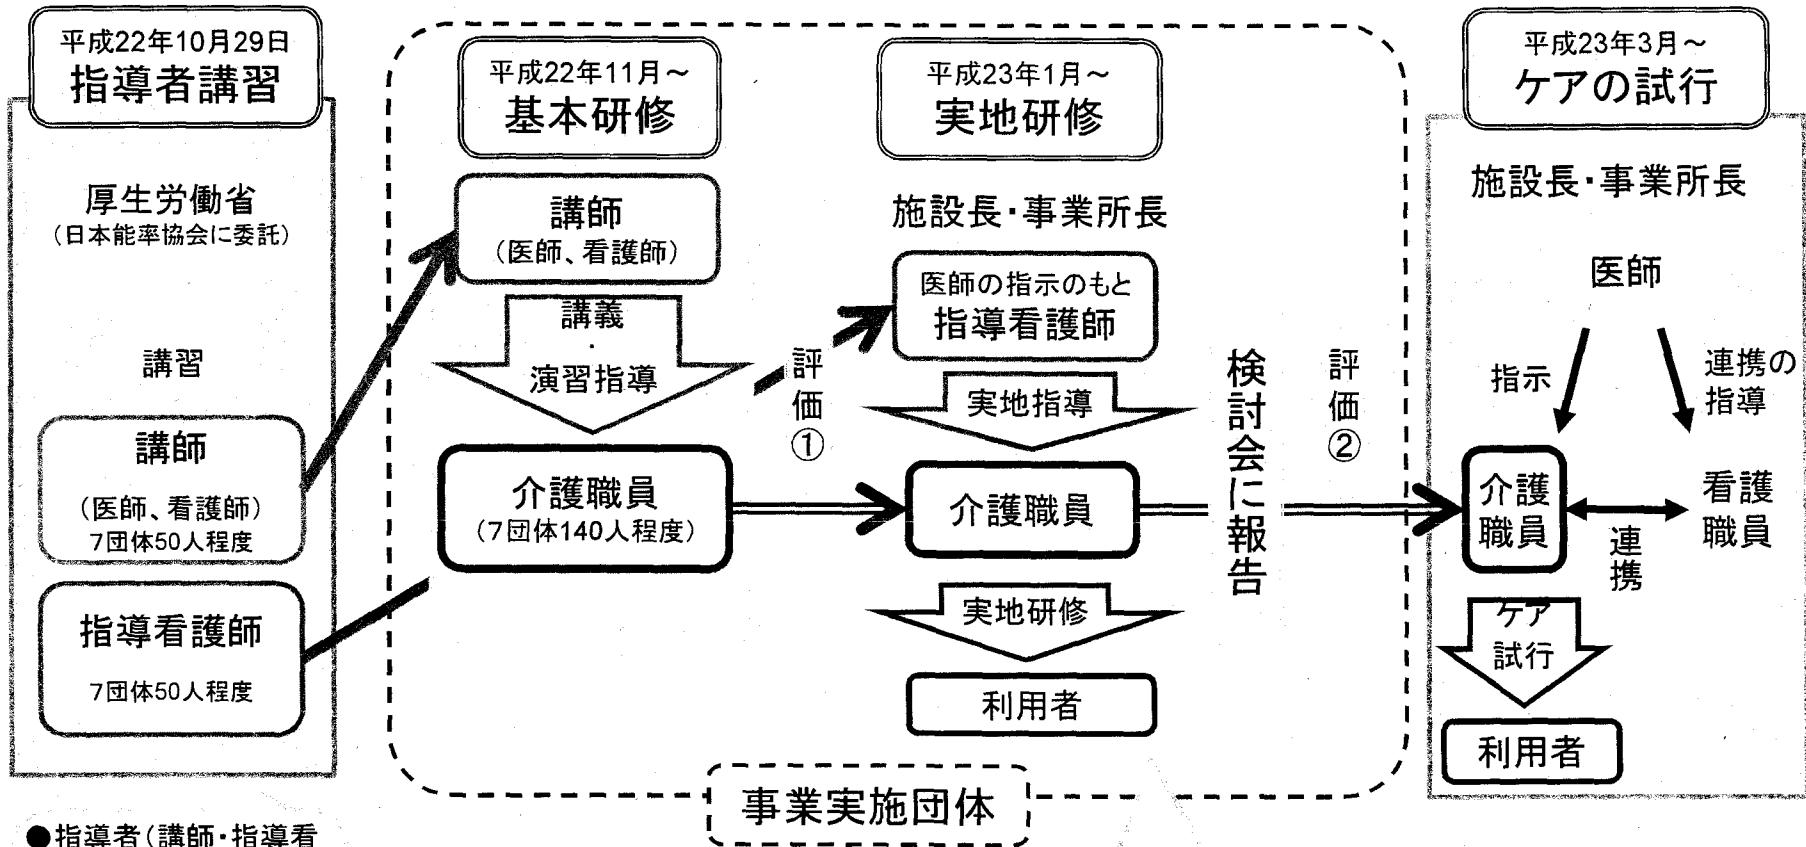 平成22年10月29日
指導者講習
厚生労働省
(日本能率協会に委託)
講習
講師
(医師、看護師)
7団体50人程度
指導看護師
7団体50人程度
平成22年11月～
基本研修
講師
(医師、看護師)
講義
・
演習指導
介護職員
(7団体140人程度)
評価①
平成23年1月～
実地研修
施設長・事業所長
医師の指示のもと
指導看護師
実地指導
介護職員
実地研修
利用者
検討会に報告
評価②
事業実施団体
平成23年3月～
ケアの試行
施設長・事業所長
医師
指示
連携の
指導
介護
職員
連携
看護
職員
ケア
試行
利用者
●指導者(講師・指導看